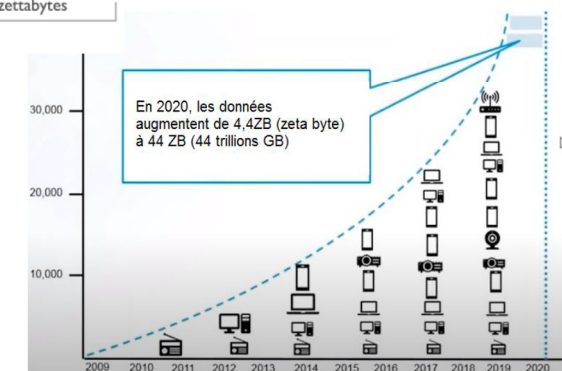 zettabytes
En 2020, les données
augmentent de 4,4ZB (zeta byte)
à 44 ZB (44 trillions GB)
30,000
20,000
10,000
2009 2010 2011 2012 2013 2014 2015 2016 2017 2018 2019 2020